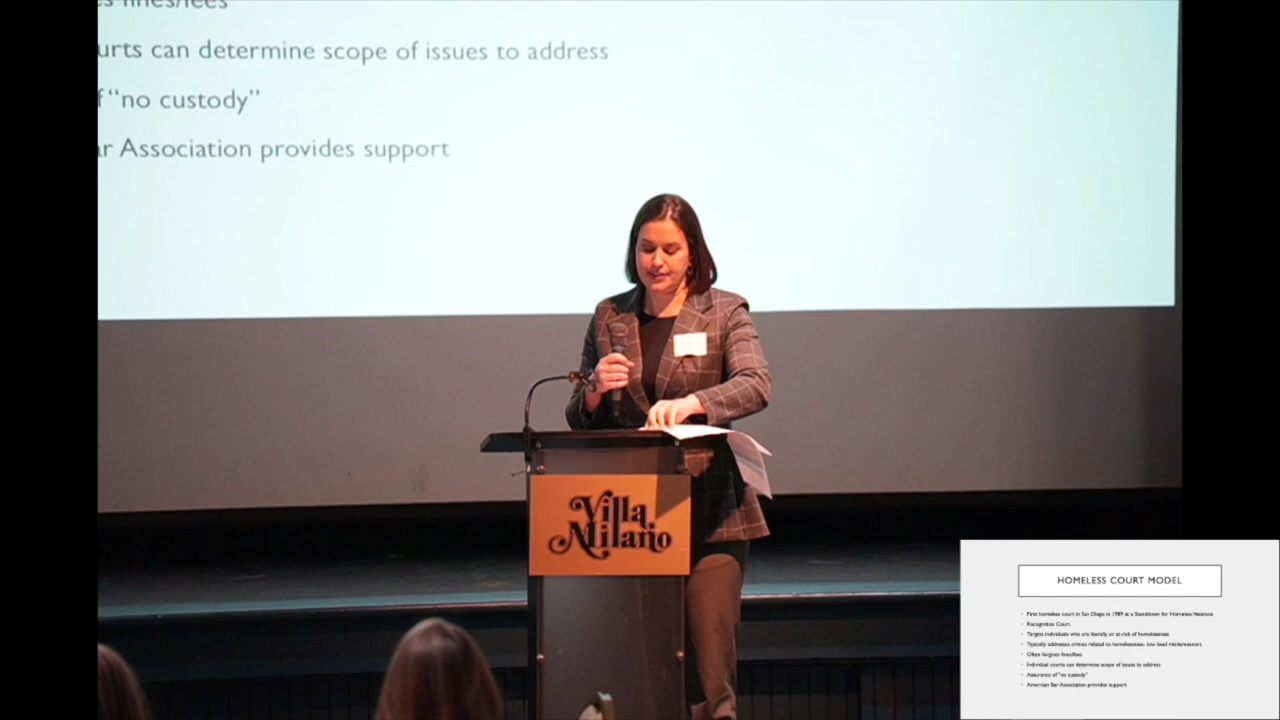 es fines/fees
urts can determine scope of issues to address
f "no custody"
ar Association provides support
Villa
Milano
HOMELESS COURT MODEL
• First homeless court in San Diego in 1989 at a Standdown for Homeless Veterans
• Recognition Court
• Targets individuals who are literally or at-risk of homelessness
• Typically addresses crimes related to homelessness- low level misdemeanors
• Often forgives fines/fees
• Individual courts can determine scope of issues to address
• Assurance of "no custody"
• American Bar Association provides support